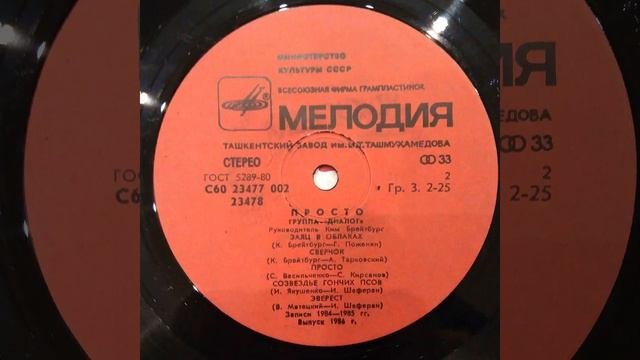 МИНИСТЕРСТВО
КУЛЬТУРЫ СССР
ВСЕСОЮЗНАЯ ФИРМА ГРАМПЛАСТИНОК
МЕЛОДИЯ
ТАШКЕНТСКИЙ ЗАВОД ИМ. М.Т. ТАШМУХАМЕДОВА
СТЕРЕО
33
ГОСТ 5289-80
2
С60 23477 002
Гр. 3. 2-25
23478
ПРОСТО
ГРУППА «ДИАЛОГ»
Руководитель Ким Брейтбург
ЗАЯЦ В ОБЛАКАХ
(К. Брейтбург—Г. Поженян)
СВЕРЧОК
(К. Брейтбург—А. Тарковский)
ПРОСТО
(С. Васильченко—С. Кирсанов)
СОЗВЕЗДЬЕ ГОНЧИХ ПСОВ
(И. Якушенко—И. Шаферан)
ЭВЕРЕСТ
(В. Матецкий—И. Шаферан)
Записи 1984—1985 гг.
Выпуск 1986 г.